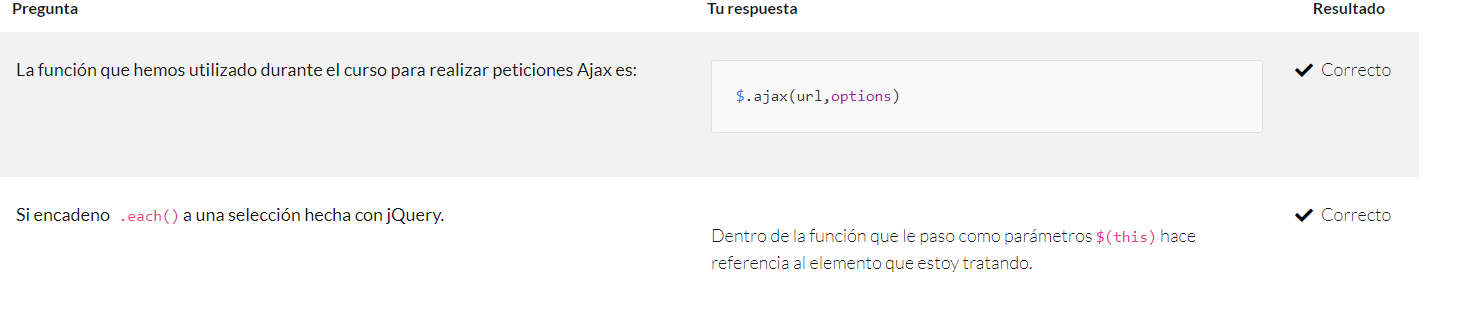 Pregunta Tu respuesta Resultado
La función que hemos utilizado durante el curso para realizar peticiones Ajax es: Correcto
$.ajax(url,options)
Si encadeno .each() a una selección hecha con jQuery. Correcto
Dentro de la función que le paso como parámetros $(this) hace
referencia al elemento que estoy tratando.